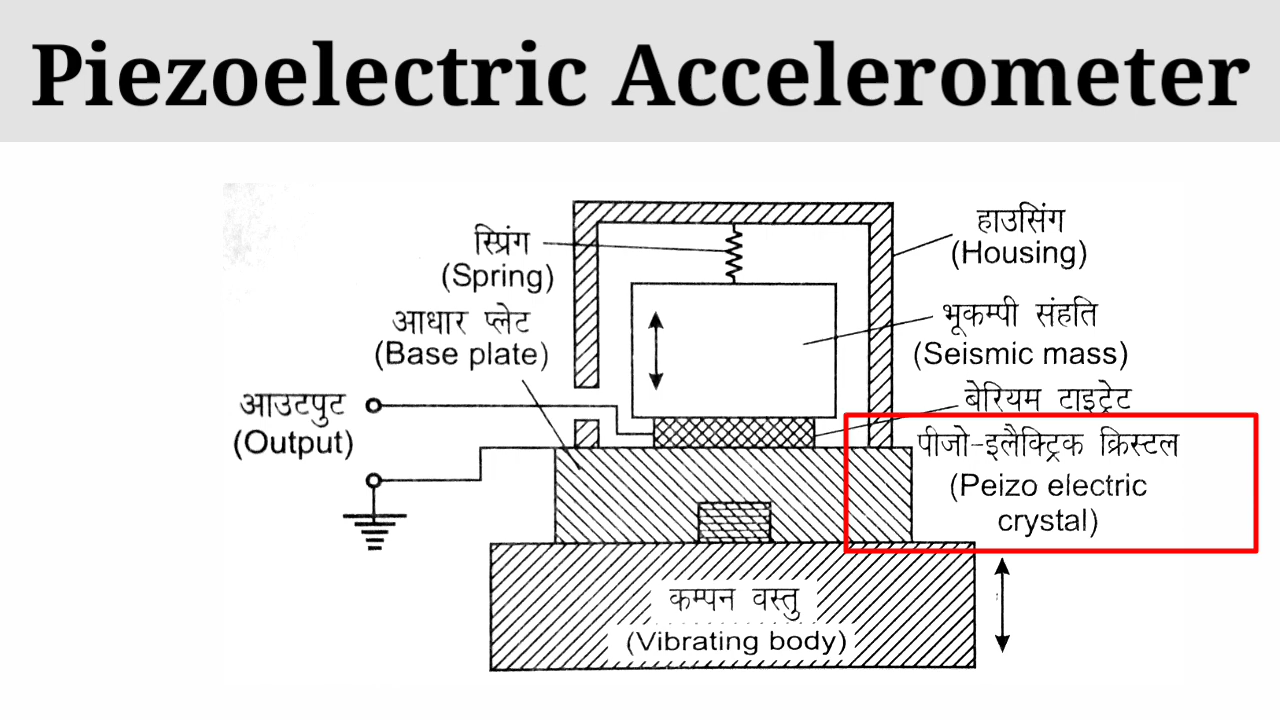 Piezoelectric Accelerometer
स्प्रिंग
(Spring)
आधार प्लेट
(Base plate)
आउटपुट
(Output)
हाउसिंग
(Housing)
भूकम्पी संहति
(Seismic mass)
बेरियम टाइट्रेट
पीजो-इलैक्ट्रिक क्रिस्टल
(Peizo electric
crystal)
कम्पन वस्तु
(Vibrating body)